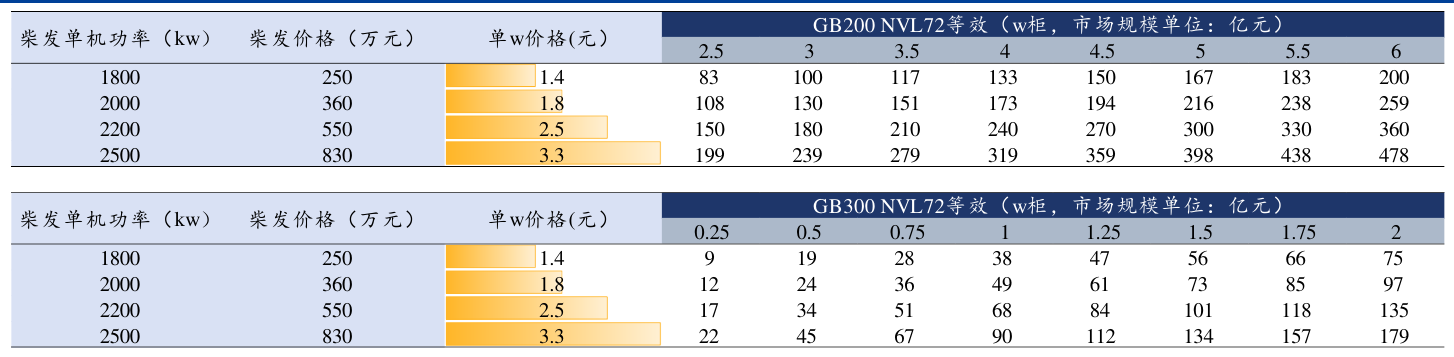 柴发单机功率（kw） 柴发价格（万元） 单w价格(元） GB200 NVL72等效（w柜，市场规模单位：亿元）
2.5 3 3.5 4 4.5 5 5.5 6
1800 250 1.4 83 100 117 133 150 167 183 200
2000 360 1.8 108 130 151 173 194 216 238 259
2200 550 2.5 150 180 210 240 270 300 330 360
2500 830 3.3 199 239 279 319 359 398 438 478
柴发单机功率（kw） 柴发价格（万元） 单w价格(元） GB300 NVL72等效（w柜，市场规模单位：亿元）
0.25 0.5 0.75 1 1.25 1.5 1.75 2
1800 250 1.4 9 19 28 38 47 56 66 75
2000 360 1.8 12 24 36 49 61 73 85 97
2200 550 2.5 17 34 51 68 84 101 118 135
2500 830 3.3 22 45 67 90 112 134 157 179